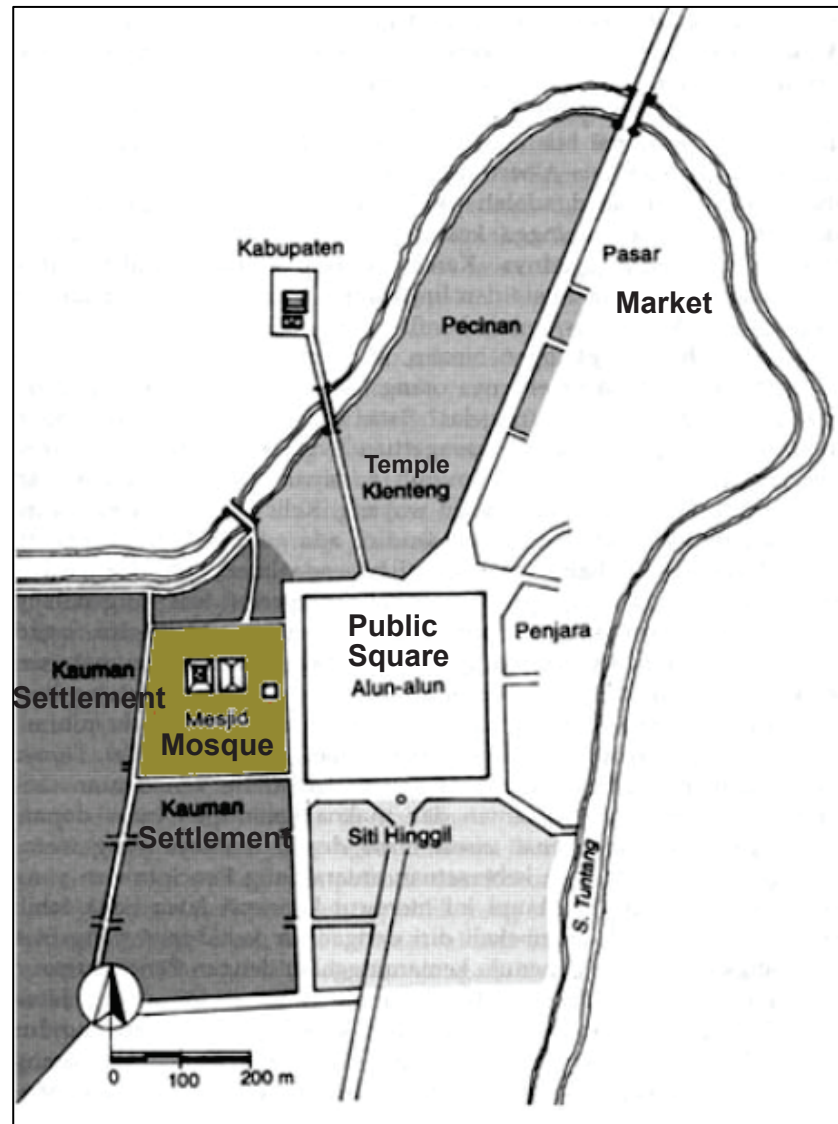 Kabupaten
Pasar
Market
Pecinan
Temple
Klenteng
Public
Square
Alun-alun
Penjara
Kauman
Settlement
Mesjid
Mosque
Kauman
Settlement
Siti Hinggil
S. Tuntang
0 100 200 m